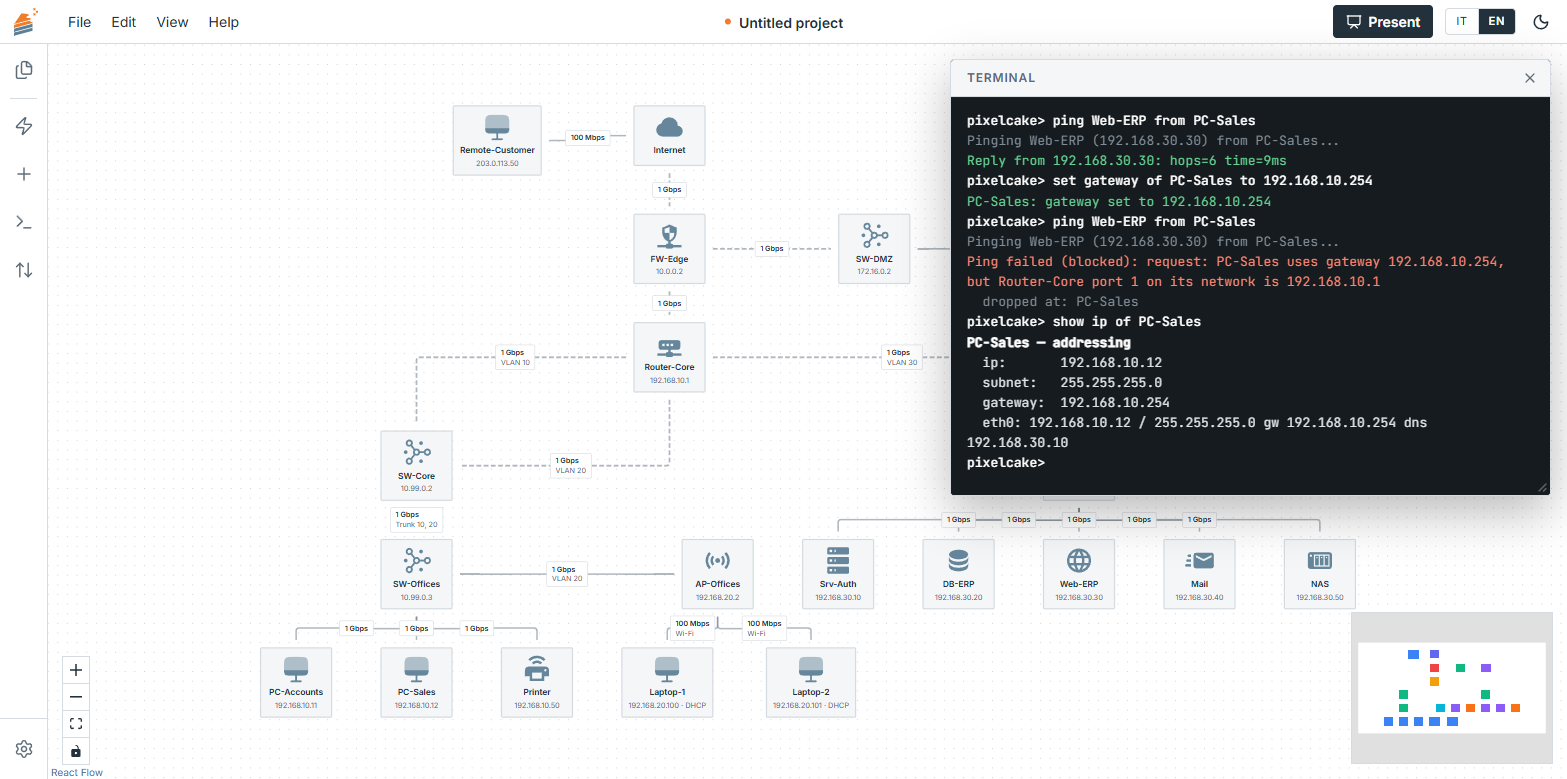 File Edit View Help
Untitled project
Present
IT EN
TERMINAL
pixelcake> ping Web-ERP from PC-Sales
Pinging Web-ERP (192.168.30.30) from PC-Sales...
Reply from 192.168.30.30: hops=6 time=9ms
pixelcake> set gateway of PC-Sales to 192.168.10.254
PC-Sales: gateway set to 192.168.10.254
pixelcake> ping Web-ERP from PC-Sales
Pinging Web-ERP (192.168.30.30) from PC-Sales...
Ping failed (blocked): request: PC-Sales uses gateway 192.168.10.254,
but Router-Core port 1 on its network is 192.168.10.1
dropped at: PC-Sales
pixelcake> show ip of PC-Sales
PC-Sales — addressing
ip: 192.168.10.12
subnet: 255.255.255.0
gateway: 192.168.10.254
eth0: 192.168.10.12 / 255.255.255.0 gw 192.168.10.254 dns
192.168.30.10
pixelcake>
Remote-Customer
203.0.113.50
100 Mbps
Internet
1 Gbps
FW-Edge
10.0.0.2
1 Gbps
SW-DMZ
172.16.0.2
1 Gbps
Router-Core
192.168.10.1
1 Gbps
VLAN 10
1 Gbps
VLAN 30
SW-Core
10.99.0.2
1 Gbps
VLAN 20
1 Gbps
Trunk 10, 20
1 Gbps
1 Gbps
1 Gbps
1 Gbps
1 Gbps
SW-Offices
10.99.0.3
1 Gbps
VLAN 20
AP-Offices
192.168.20.2
Srv-Auth
192.168.30.10
DB-ERP
192.168.30.20
Web-ERP
192.168.30.30
Mail
192.168.30.40
NAS
192.168.30.50
1 Gbps
1 Gbps
1 Gbps
100 Mbps
Wi-Fi
100 Mbps
Wi-Fi
PC-Accounts
192.168.10.11
PC-Sales
192.168.10.12
Printer
192.168.10.50
Laptop-1
192.168.20.100 · DHCP
Laptop-2
192.168.20.101 · DHCP
React Flow